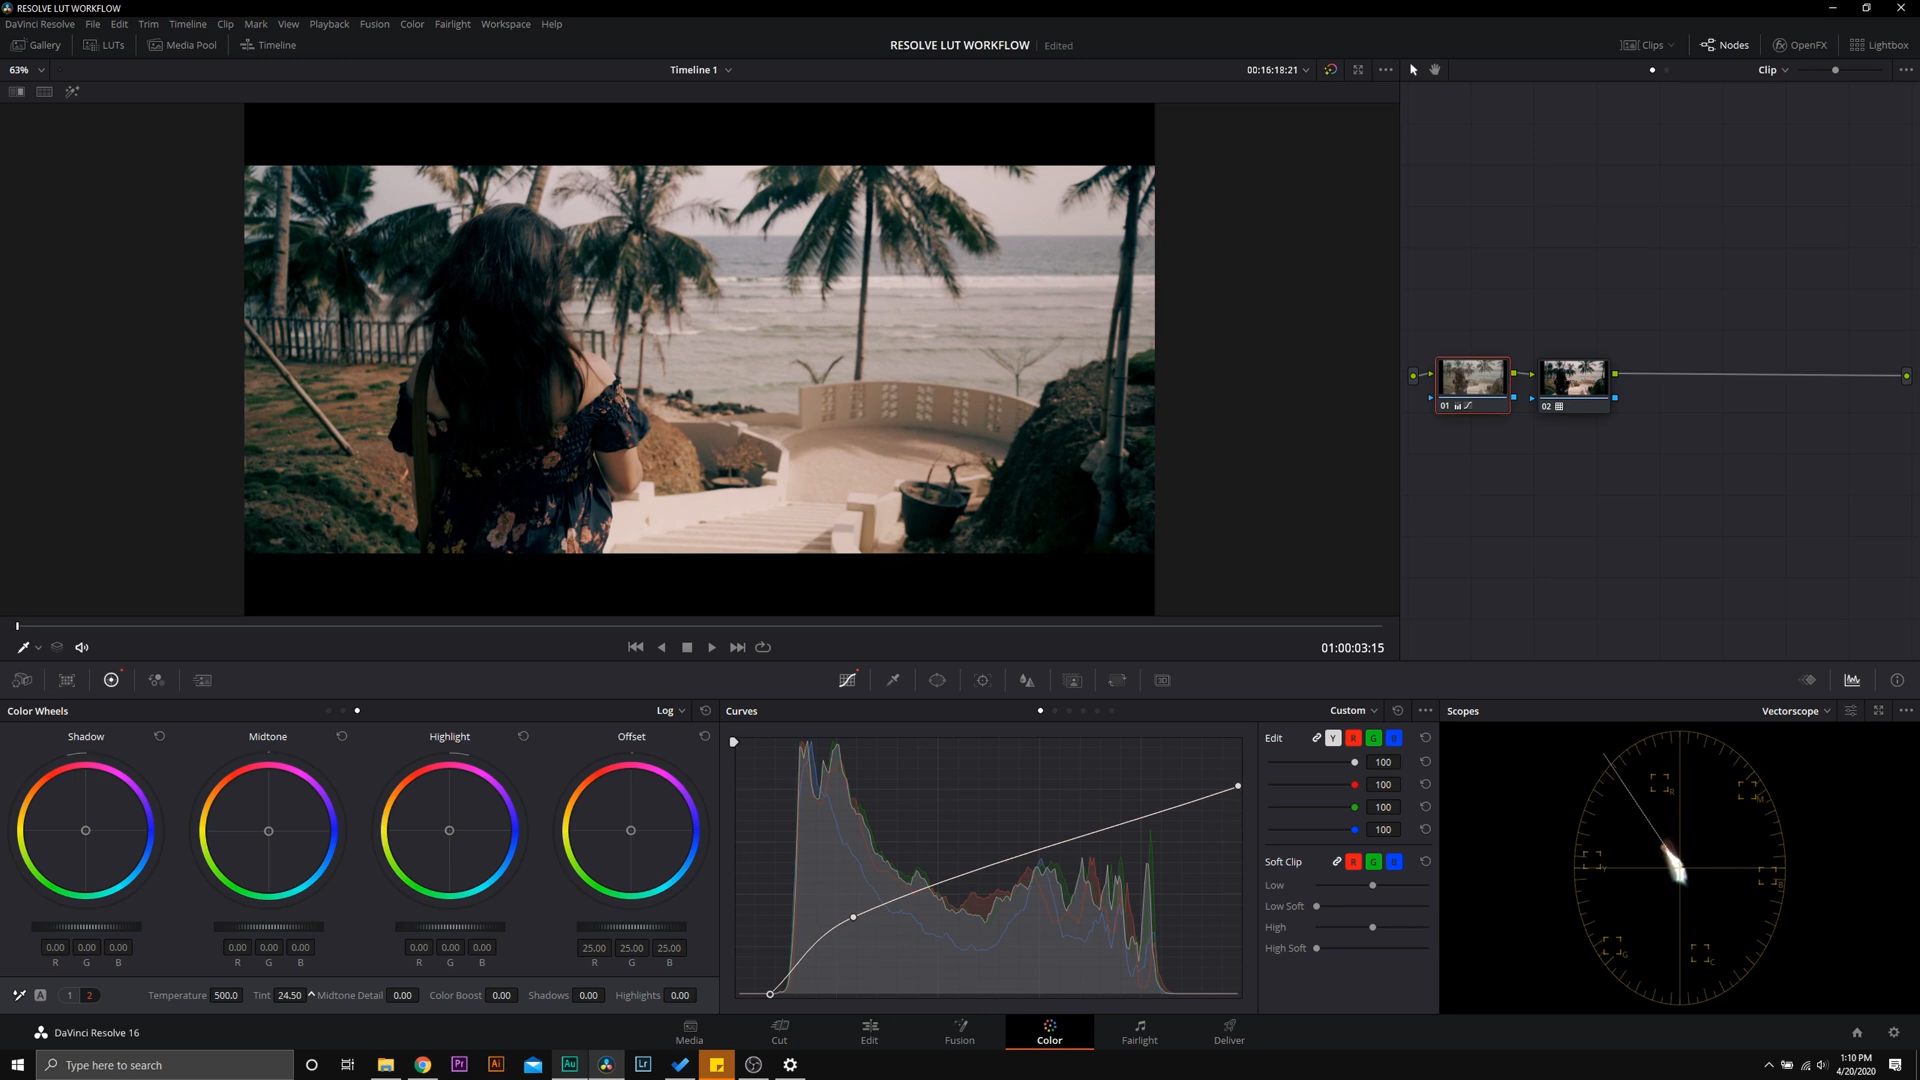 RESOLVE LUT WORKFLOW
DaVinci Resolve File Edit Trim Timeline Clip Mark View Playback Fusion Color Fairlight Workspace Help
Gallery LUTs Media Pool Timeline RESOLVE LUT WORKFLOW Edited Clips Nodes OpenFX Lightbox
63% Timeline 1 00:16:18:21 Clip
01 02
01:00:03:15
Color Wheels Log Curves Custom Scopes Vectorscope
Shadow Midtone Highlight Offset Edit Y R G B
100
100
100
100
Soft Clip R G B
Low
Low Soft
High
High Soft
R M Y B G C
0.00 0.00 0.00 0.00 0.00 0.00 0.00 0.00 0.00 25.00 25.00 25.00
R G B R G B R G B R G B
A 1 2 Temperature 500.0 Tint 24.50 Midtone Detail 0.00 Color Boost 0.00 Shadows 0.00 Highlights 0.00
DaVinci Resolve 16 Media Cut Edit Fusion Color Fairlight Deliver
Type here to search Pr Ai Au Lr 1:10 PM
4/20/2020